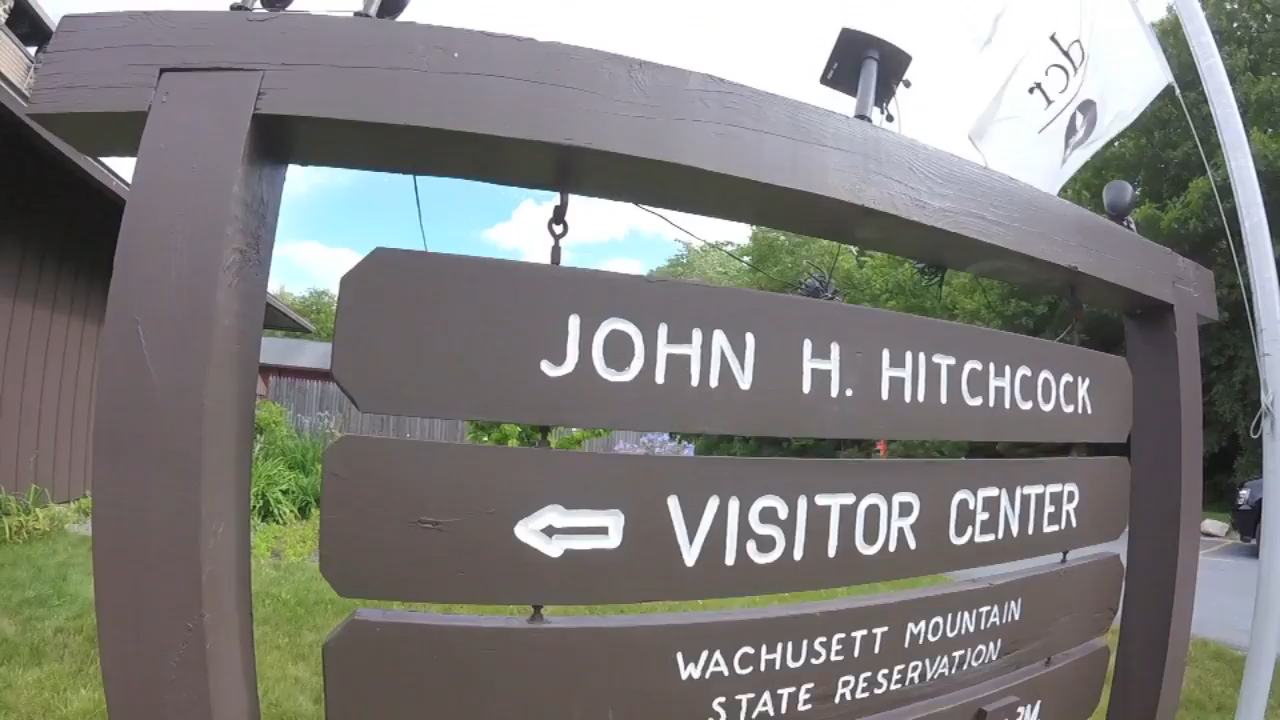 dcr
JOHN H. HITCHCOCK
VISITOR CENTER
WACHUSETT MOUNTAIN
STATE RESERVATION